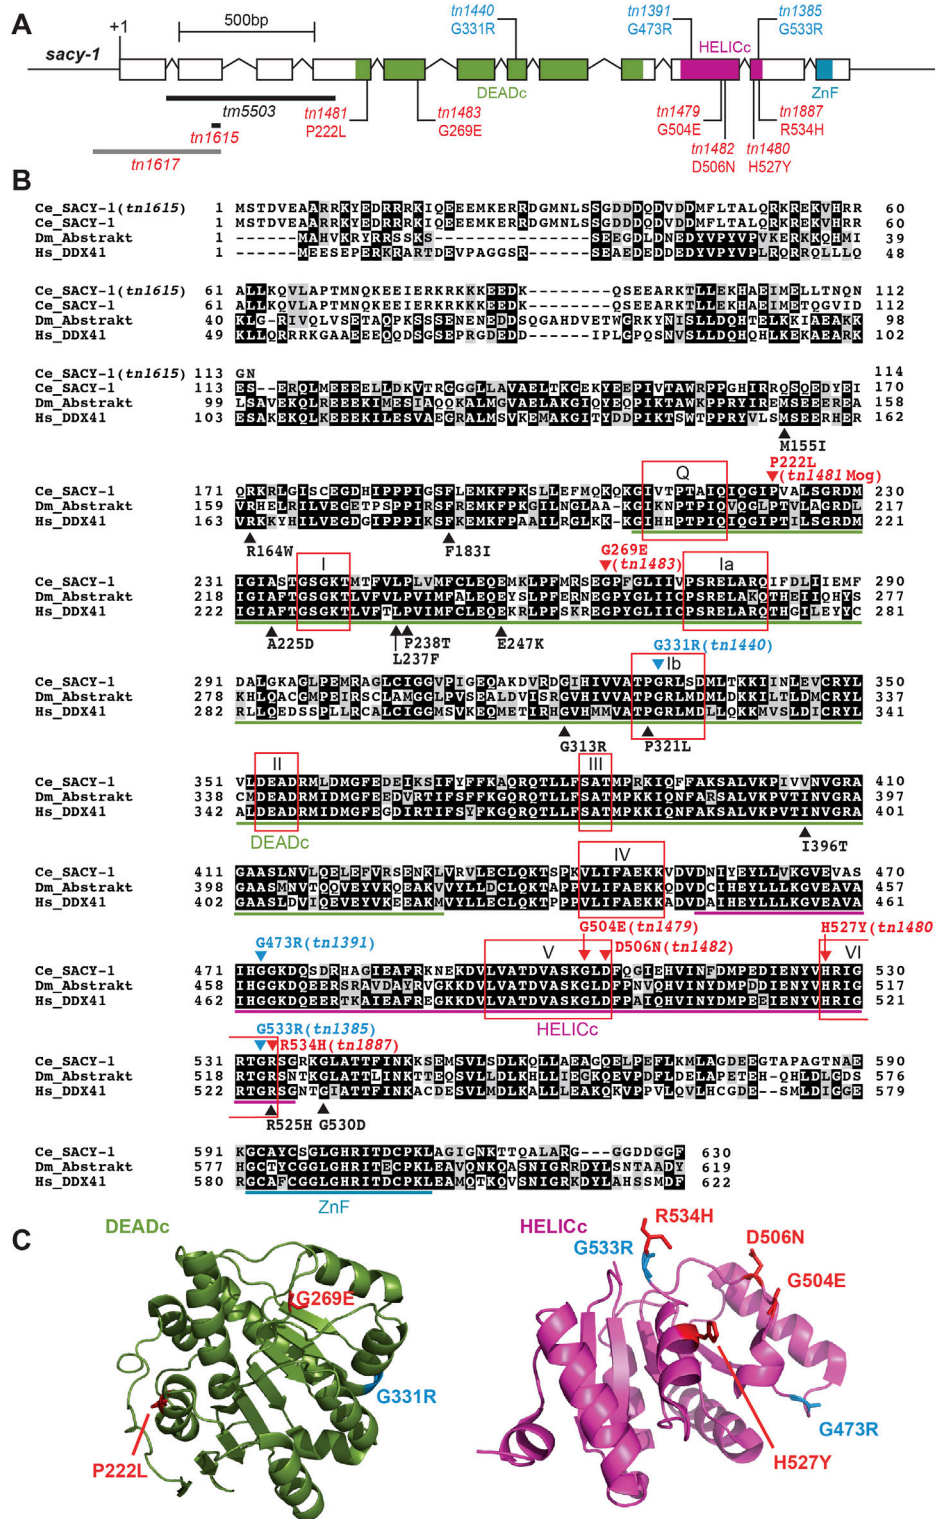 A
+1
500bp
sacy-1
tn1440
G331R
tn1391
G473R
tn1385
G533R
HELICc
DEADc
ZnF
tm5503
tn1481
P222L
tn1483
G269E
tn1479
G504E
tn1887
R534H
tn1615
tn1482
D506N
tn1480
H527Y
tn1617
B
Ce_SACY-1(tn1615) 1 MSTDVEAARRKYEDRRRKIQEEEMKERRDGMNLSSGDDDQDVDDMFLTALQRKREKVHRR 60
Ce_SACY-1 1 MSTDVEAARRKYEDRRRKIQEEEMKERRDGMNLSSGDDDQDVDDMFLTALQRKREKVHRR 60
Dm_Abstrakt 1 ------MAHVKRYRRSSKS---------------SEEGDLDNEDYVPYVPVKERKKQHMI 39
Hs_DDX41 1 ------MEESEPERKRARTDEVPAGGSR------SEAEDEDDEDYVPYVPLRQRRQLLLQ 48
Ce_SACY-1(tn1615) 61 ALLKQVLAPTMNQKEEIERKRKRKEEDK--------QSEEARKTLLEKHAEIMELLTNQN 112
Ce_SACY-1 61 ALLKQVLAPTMNQKEEIERKRKRKEEDK--------QSEEARKTLLEKHAEIMETQGVID 112
Dm_Abstrakt 40 KLG-RIVQLVSETAQPKSSSENENEDDSQGAHDVETWGRKYNISLLDQHTELKKIAEAKK 98
Hs_DDX41 49 KLLQRRRKGAAEEEQQDSGSEPRGDEDD------IPLGPQSNVSLLDQHQHLKEKAEARK 102
Ce_SACY-1(tn1615) 113 GN 114
Ce_SACY-1 113 ES--ERQLMEEEEELLDKVTRGGGLLAVAELTKGEKYEEPIVTAWRPPGHIRRQSQEDYEI 170
Dm_Abstrakt 99 LSAVEKQLREEEKIMESIAQQKALMGVAELAKGIQYEQPIKTAWKPPRYIREMSEEEREA 158
Hs_DDX41 103 ESAKEKQLKEEEKILESVAEGRALMSVKEMAKGITYDDPIKTSWTPPRYVLSMSEERHER 162
M155I
P222L
(tn1481 Mog)
Q
Ce_SACY-1 171 QRKRLGISCEGDHIPPPIGSFLEMKFPKSLLEFMQKQKGIVTPTAIQIQGIPVALSGRDM 230
Dm_Abstrakt 159 VRHELRILVEGETPSPPIRSFREMKFPKGILNGLAA-KGIKNPTPIQVQGLPTVLAGRDL 217
Hs_DDX41 163 VRKKYHILVEGDGIPPPIKSFKEMKFPAAILRGLKK-KGIHHPTPIQIQGIPTILSGRDM 221
R164W
F183I
G269E
(tn1483)
I
Ia
Ce_SACY-1 231 IGIASTGSGKTMTFVLPLVMFCLEQEMKLPFMRSEGPFGLIIVPSRELARQIFDLIIEMF 290
Dm_Abstrakt 218 IGIAFTGSGKTLVFVLPVIMFALEQEYSLPFERNEGPYGLIICPSRELAKQTHEIIQHYS 277
Hs_DDX41 222 IGIAFTGSGKTLVFTLPVIMFCLEQEKRLPFSKREGPYGLIICPSRELARQTHGILEYYC 281
A225D
P238T
L237F
E247K
G331R(tn1440)
Ib
Ce_SACY-1 291 DALGKAGLPEMRAGLCIGGVPIGEQAKDVRDGIHIVVATPGRLSDMLTKKIINLEVCRYL 350
Dm_Abstrakt 278 KHLQACGMPEIRSCLAMGGLPVSEALDVISRGVHIVVATPGRLMDMLDKKILTLDMCRYL 337
Hs_DDX41 282 RLLQEDSSPLLRCALCIGGMSVKEQMETIRHGVHMMVATPGRLMDLLQKKMVSLDICRYL 341
G313R
P321L
II
III
Ce_SACY-1 351 VLDEADRMLDMGFEDEIKSIFYFFKAQRQTLLFSATMPRKIQFFAKSALVKPIVVNVGRA 410
Dm_Abstrakt 338 CMDEADRMIDMGFEEDVRTIFSFFKGQRQTLLFSATMPKKIQNFARSALVKPVTINVGRA 397
Hs_DDX41 342 ALDEADRMIDMGFEGDIRTIFSYFKGQRQTLLFSATMPKKIQNFAKSALVKPVTINVGRA 401
DEADc
I396T
IV
Ce_SACY-1 411 GAASLNVLQELEFVRSENKLVRVLECLQKTSPKVLIFAEKKVDVDNIYEYLLVKGVEVAS 470
Dm_Abstrakt 398 GAASMNVTQQVEYVKQEAKVVYLLDCLQKTAPPVLIFAEKKQDVDCIHEYLLLKGVEAVA 457
Hs_DDX41 402 GAASLDVIQEVEYVKEEAKMVYLLECLQKTPPPVLIFAEKKADVDAIHEYLLLKGVEAVA 461
G504E(tn1479)
G473R(tn1391)
D506N(tn1482)
H527Y(tn1480
V
VI
Ce_SACY-1 471 IHGGKDQSDRHAGIEAFRKNEKDVLVATDVASKGLDFQGIEHVINFDMPEDIENYVHRIG 530
Dm_Abstrakt 458 IHGGKDQEERSRAVDAYRVGKKDVLVATDVASKGLDFPNVQHVINYDMPDDIENYVHRIG 517
Hs_DDX41 462 IHGGKDQEERTKAIEAFREGKKDVLVATDVASKGLDFPAIQHVINYDMPEEIENYVHRIG 521
HELICc
G533R(tn1385)
R534H(tn1887)
Ce_SACY-1 531 RTGRSGRKGLATTFINKKSEMSVLSDLKQLLAEAGQELPEFLKMLAGDEEGTAPAGTNAE 590
Dm_Abstrakt 518 RTGRSNTKGLATTLINKTTEQSVLLDLKHLLIEGKQEVPDFLDELAPETEH-QHLDLGDS 576
Hs_DDX41 522 RTGRSGNTGIATTFINKACDESVLMDLKALLLEAKQKVPPVLQVLHCGDE--SMLDIGGE 579
R525H
G530D
Ce_SACY-1 591 KGCAYCSGLGHRITDCPKLEAGIGNKTTQALARG---GGDDGGF 630
Dm_Abstrakt 577 HGCTYCGGLGHRITECPKLEAVQNKQASNIGRRDYLSNTAADY 619
Hs_DDX41 580 RGCAFCGGLGHRITDCPKLEAMQTKQVSNIGRKDYLAHSSMDF 622
ZnF
C
DEADc
G269E
G331R
P222L
HELICc
R534H
G533R
D506N
G504E
G473R
H527Y